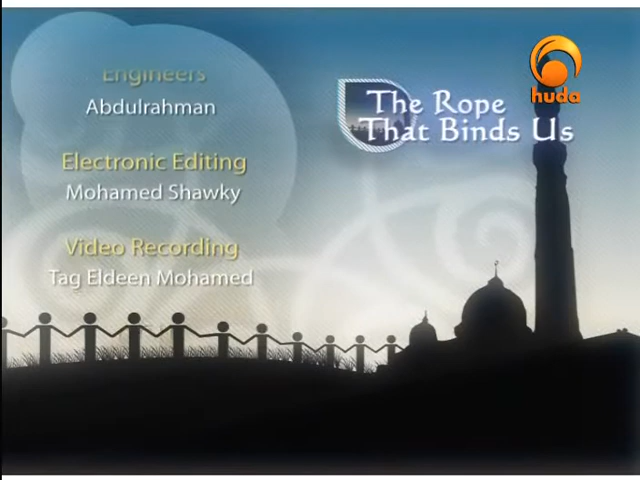 Engineers
Abdulrahman
Electronic Editing
Mohamed Shawky
Video Recording
Tag Eldeen Mohamed
The Rope
That Binds Us
huda